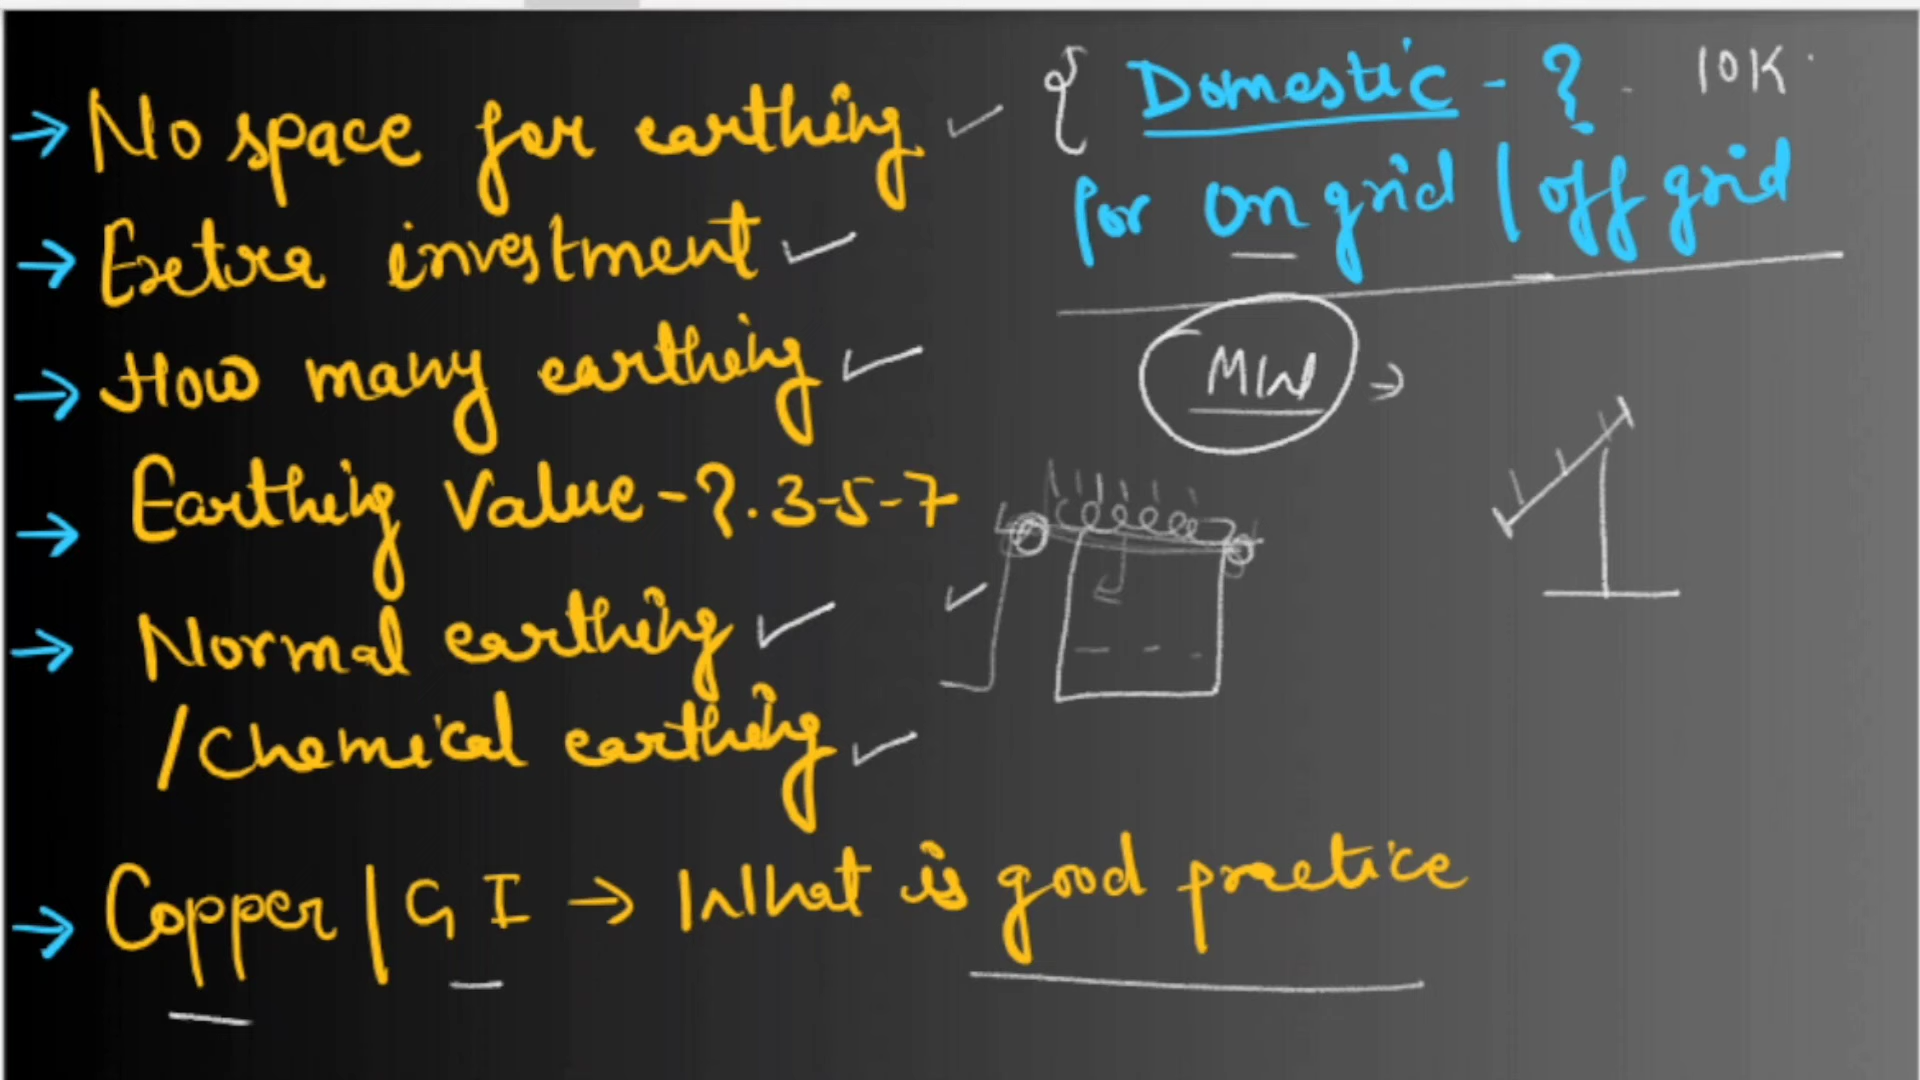 → No space for earthing ✓
→ Extra investment ✓
→ How many earthing ✓
→ Earthing Value - ?. 3-5-7
→ Normal earthing ✓ ✓
/Chemical earthing ✓
→ Copper | GI → What is good practice
{ Domestic - ? - 10K.
for on grid | off grid
MW →